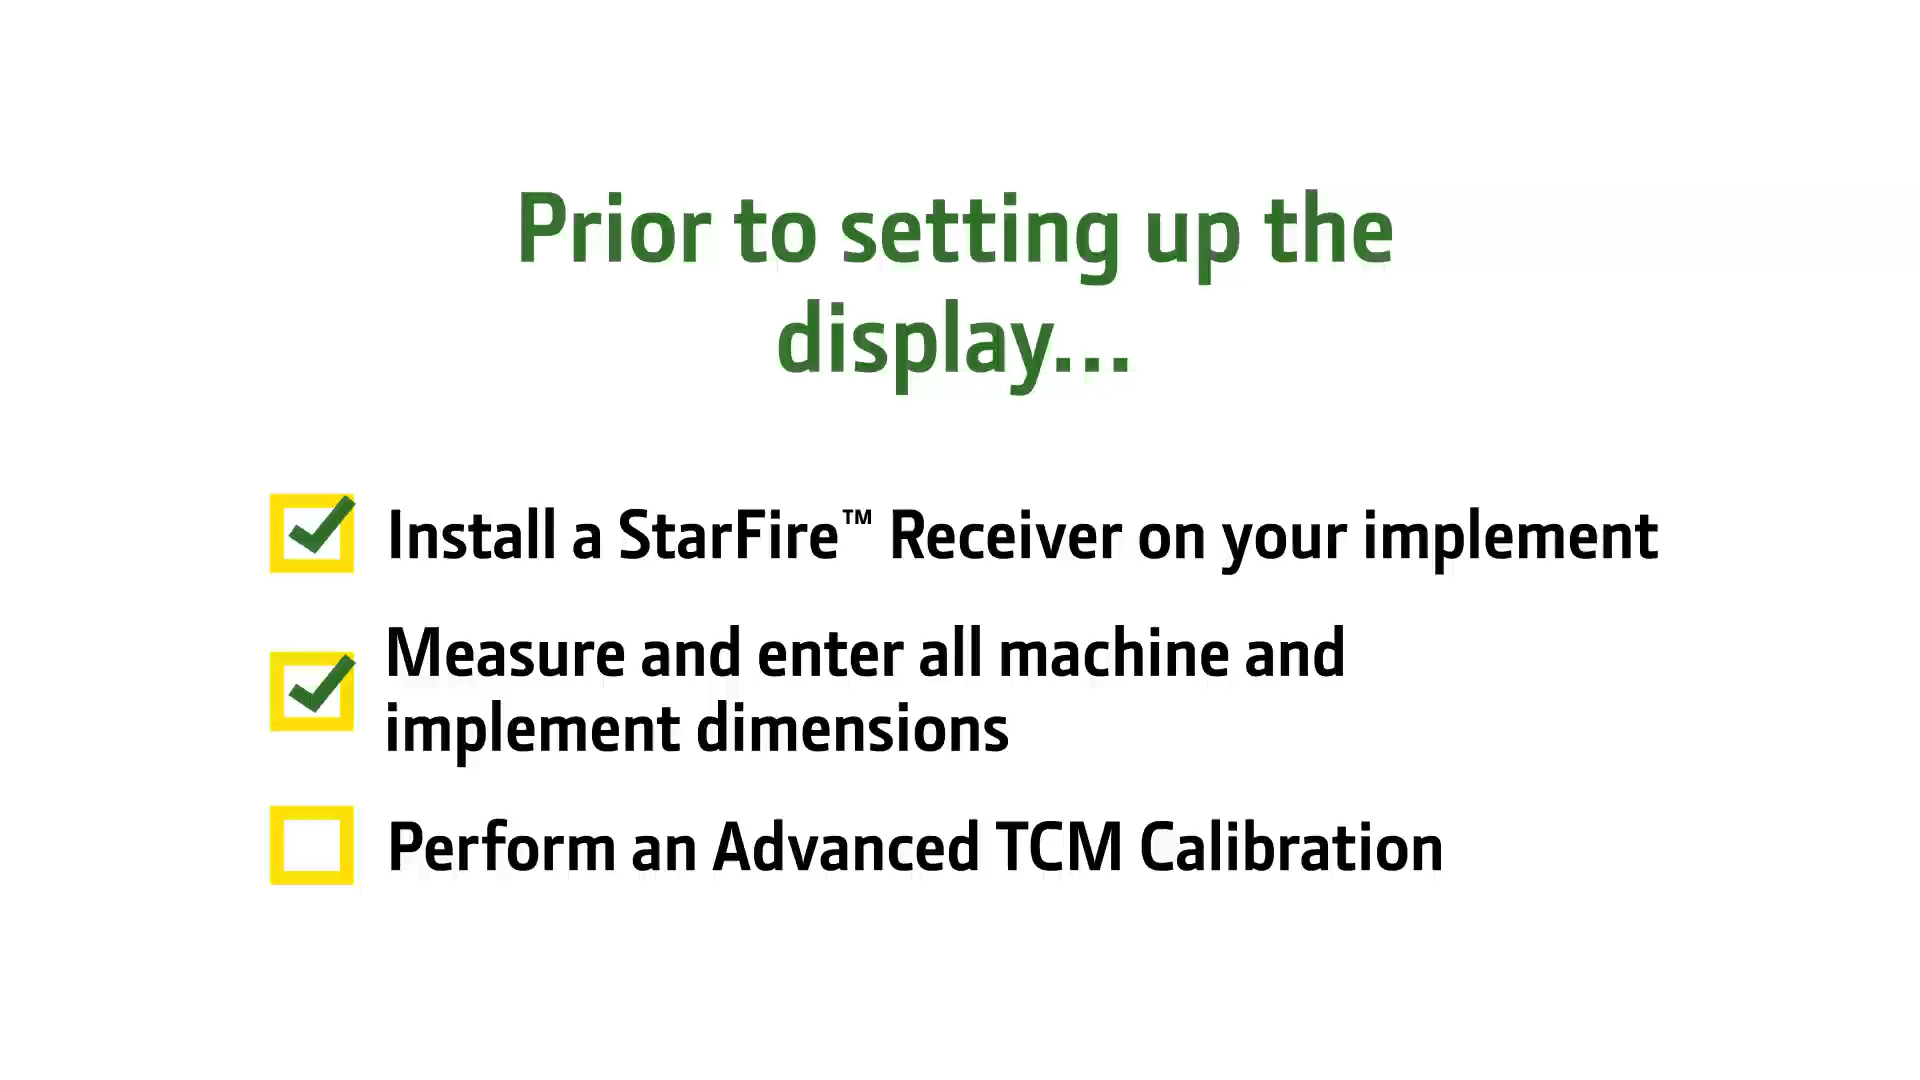 Prior to setting up the
display...
Install a StarFire™ Receiver on your implement
Measure and enter all machine and
implement dimensions
Perform an Advanced TCM Calibration